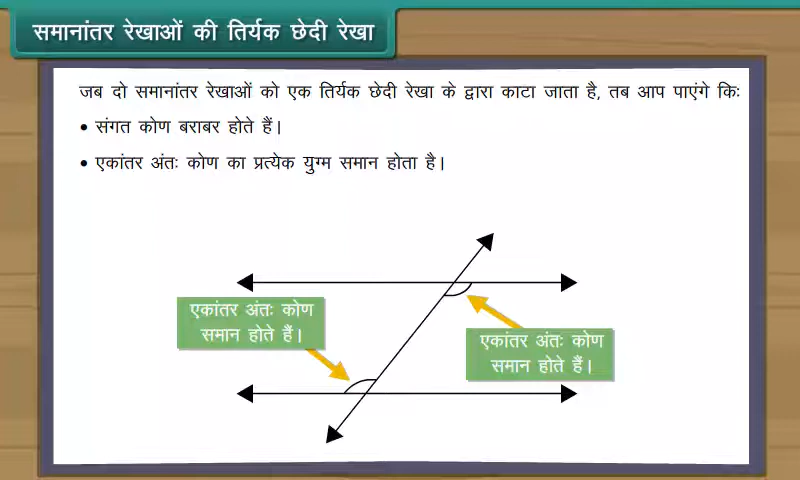 समानांतर रेखाओं की तिर्यक छेदी रेखा
जब दो समानांतर रेखाओं को एक तिर्यक छेदी रेखा के द्वारा काटा जाता है, तब आप पाएंगे किः
• संगत कोण बराबर होते हैं।
• एकांतर अंतः कोण का प्रत्येक युग्म समान होता है।
एकांतर अंतः कोण
समान होते हैं।
एकांतर अंतः कोण
समान होते हैं।